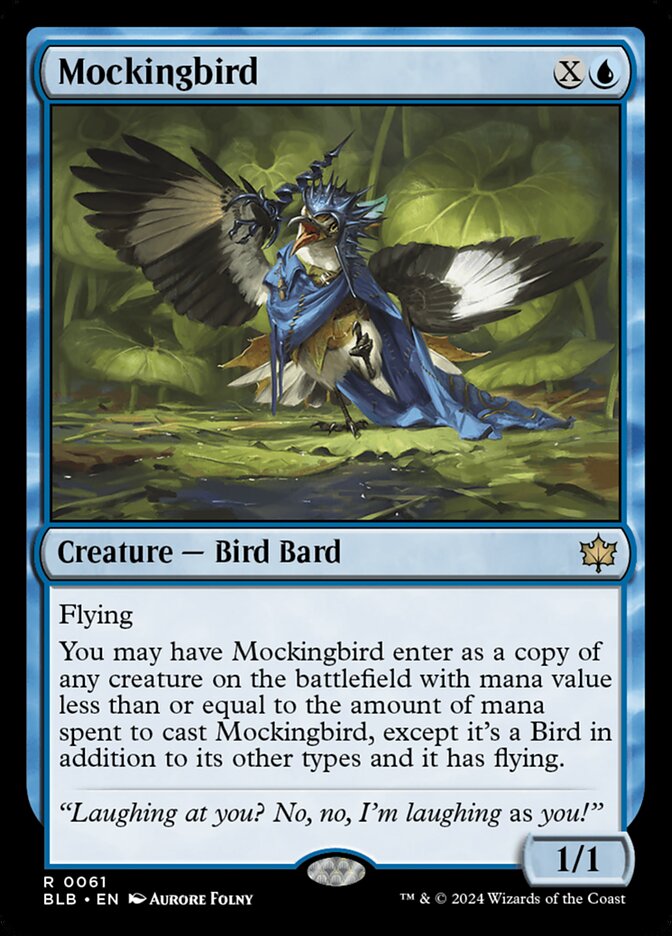 Mockingbird X
Creature — Bird Bard
Flying
You may have Mockingbird enter as a copy of
any creature on the battlefield with mana value
less than or equal to the amount of mana
spent to cast Mockingbird, except it's a Bird in
addition to its other types and it has flying.
“Laughing at you? No, no, I'm laughing as you!”
1/1
R 0061
BLB • EN Aurore Folny
™ & © 2024 Wizards of the Coast